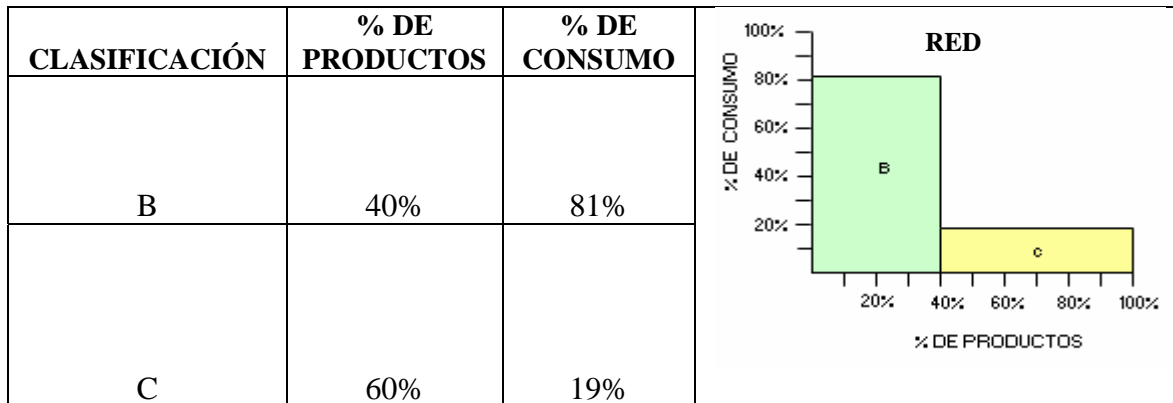 CLASIFICACIÓN
% DE
PRODUCTOS
% DE
CONSUMO
B
40%
81%
C
60%
19%
RED
% DE CONSUMO
100%
80%
60%
40%
20%
B
C
20%
40%
60%
80%
100%
% DE PRODUCTOS